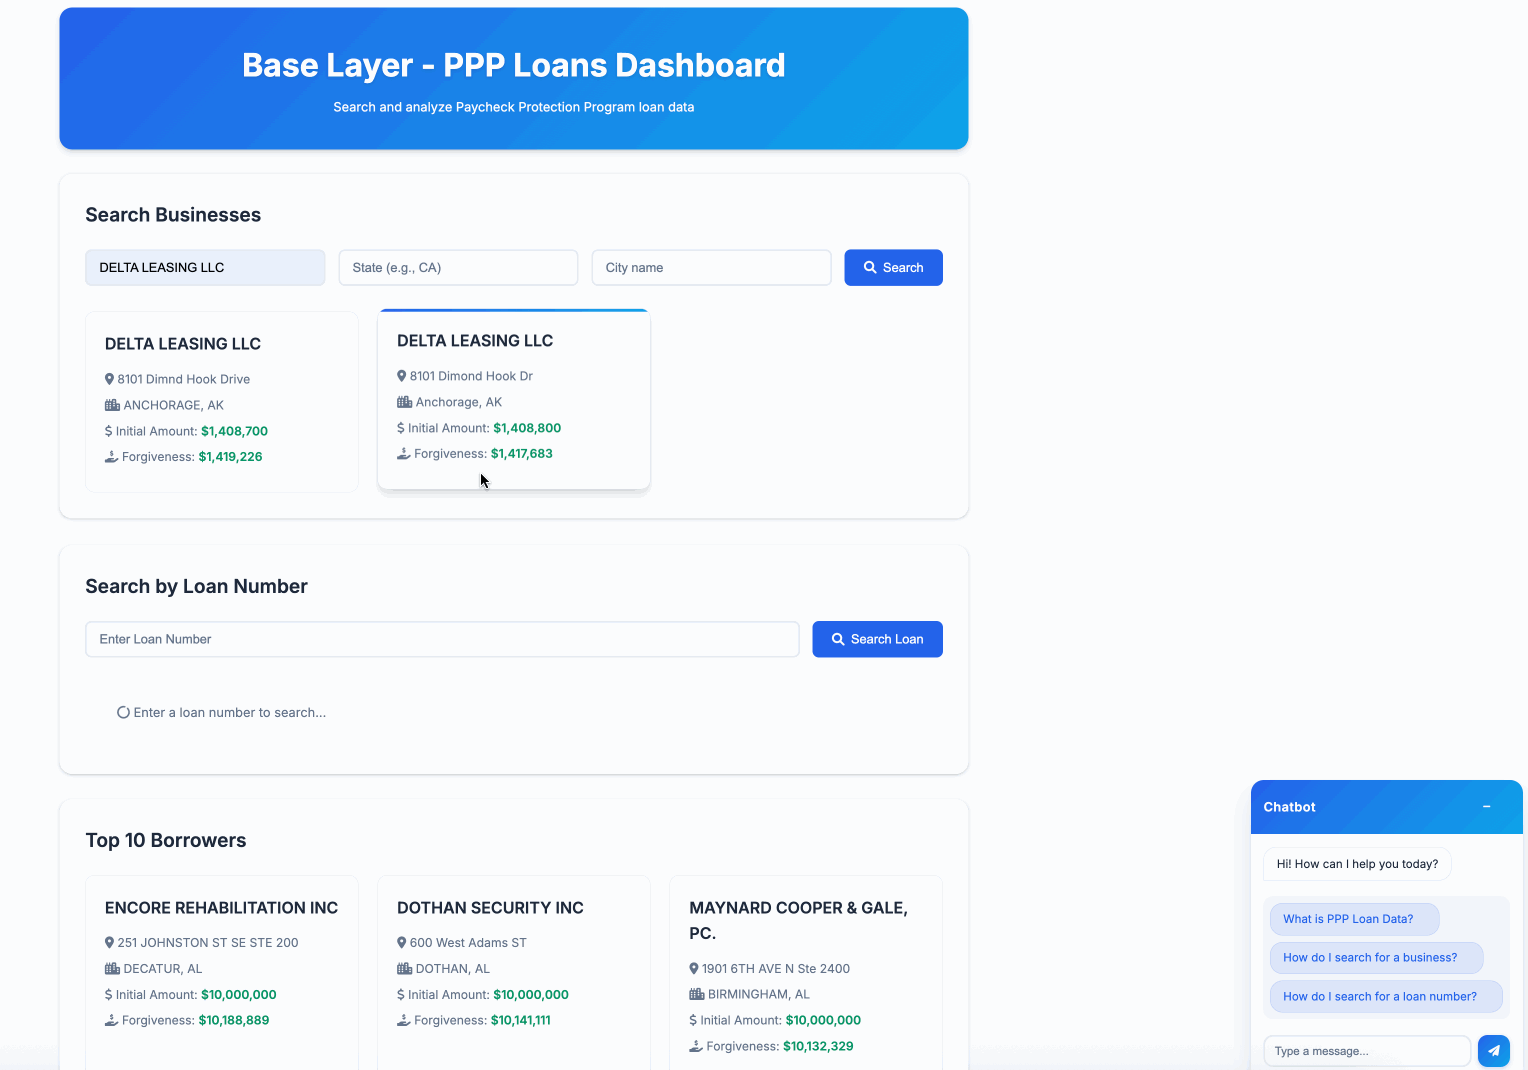 Base Layer - PPP Loans Dashboard
Search and analyze Paycheck Protection Program loan data
Search Businesses
DELTA LEASING LLC
State (e.g., CA)
City name
Search
DELTA LEASING LLC
8101 Dimnd Hook Drive
ANCHORAGE, AK
$ Initial Amount: $1,408,700
Forgiveness: $1,419,226
DELTA LEASING LLC
8101 Dimond Hook Dr
Anchorage, AK
$ Initial Amount: $1,408,800
Forgiveness: $1,417,683
Search by Loan Number
Enter Loan Number
Search Loan
Enter a loan number to search...
Top 10 Borrowers
ENCORE REHABILITATION INC
251 JOHNSTON ST SE STE 200
DECATUR, AL
$ Initial Amount: $10,000,000
Forgiveness: $10,188,889
DOTHAN SECURITY INC
600 West Adams ST
DOTHAN, AL
$ Initial Amount: $10,000,000
Forgiveness: $10,141,111
MAYNARD COOPER & GALE,
PC.
1901 6TH AVE N Ste 2400
BIRMINGHAM, AL
$ Initial Amount: $10,000,000
Forgiveness: $10,132,329
Chatbot
Hi! How can I help you today?
What is PPP Loan Data?
How do I search for a business?
How do I search for a loan number?
Type a message...